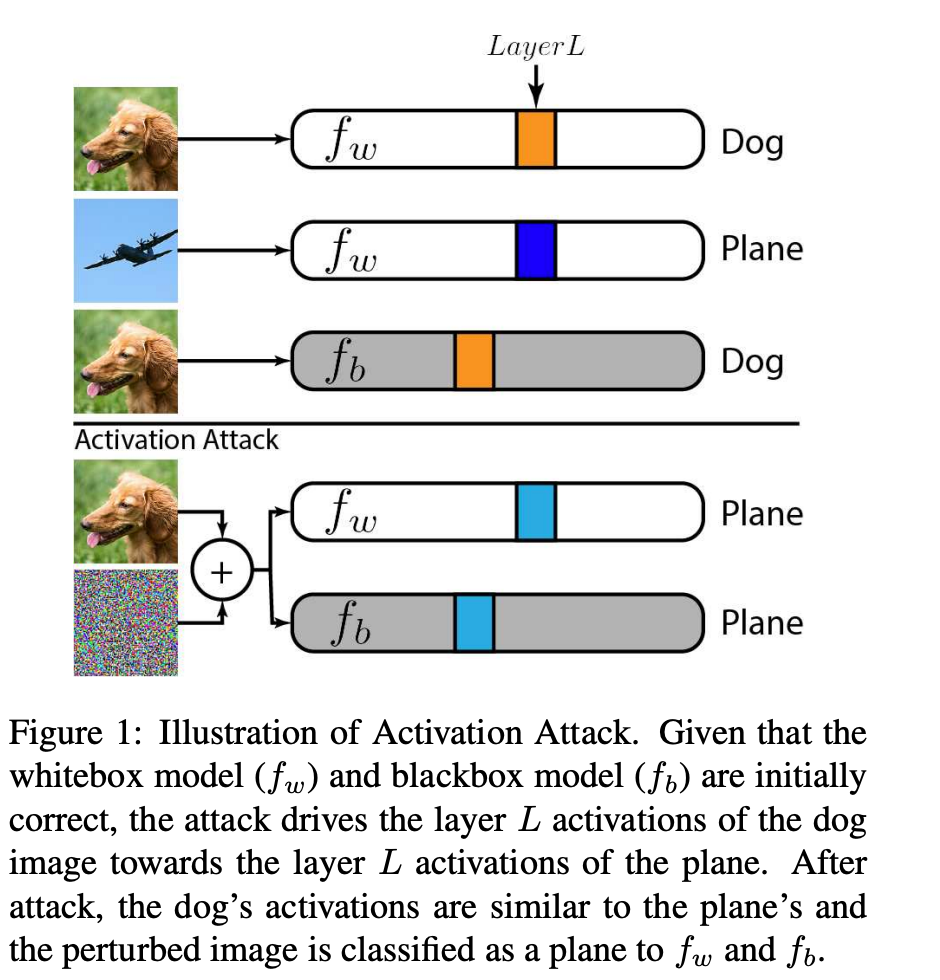 Layer L
f_w Dog
f_w Plane
f_b Dog
Activation Attack
f_w Plane
+
f_b Plane
Figure 1: Illustration of Activation Attack. Given that the
whitebox model (f_w) and blackbox model (f_b) are initially
correct, the attack drives the layer L activations of the dog
image towards the layer L activations of the plane. After
attack, the dog's activations are similar to the plane's and
the perturbed image is classified as a plane to f_w and f_b.